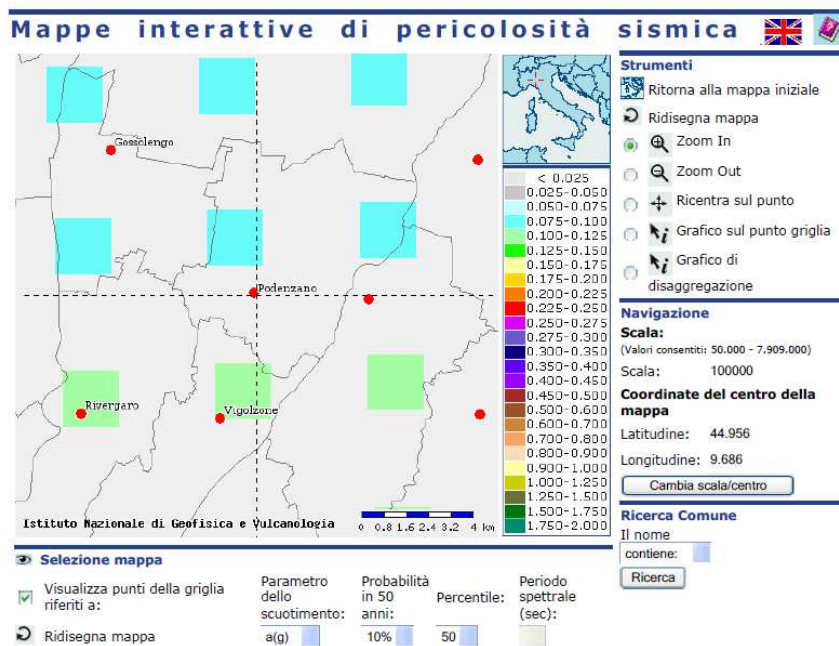 Mappe interattive di pericolosità sismica
Gossolengo
Podenzano
Rivergaro
Vigolzone
Istituto Nazionale di Geofisica e Vulcanologia
0 0.8 1.6 2.4 3.2 4 km
< 0.025
0.025-0.050
0.050-0.075
0.075-0.100
0.100-0.125
0.125-0.150
0.150-0.175
0.175-0.200
0.200-0.225
0.225-0.250
0.250-0.275
0.275-0.300
0.300-0.350
0.350-0.400
0.400-0.450
0.450-0.500
0.500-0.600
0.600-0.700
0.700-0.800
0.800-0.900
0.900-1.000
1.000-1.250
1.250-1.500
1.500-1.750
1.750-2.000
Strumenti
Ritorna alla mappa iniziale
Ridisegna mappa
Zoom In
Zoom Out
Ricentra sul punto
Grafico sul punto griglia
Grafico di
disaggregazione
Navigazione
Scala:
(Valori consentiti: 50.000 - 7.909.000)
Scala: 100000
Coordinate del centro della
mappa
Latitudine: 44.956
Longitudine: 9.686
Cambia scala/centro
Ricerca Comune
Il nome
contiene:
Ricerca
Selezione mappa
Visualizza punti della griglia
riferiti a:
Ridisegna mappa
Parametro
dello
scuotimento:
a(g)
Probabilità
in 50
anni:
10%
Percentile:
50
Periodo
spettrale
(sec):